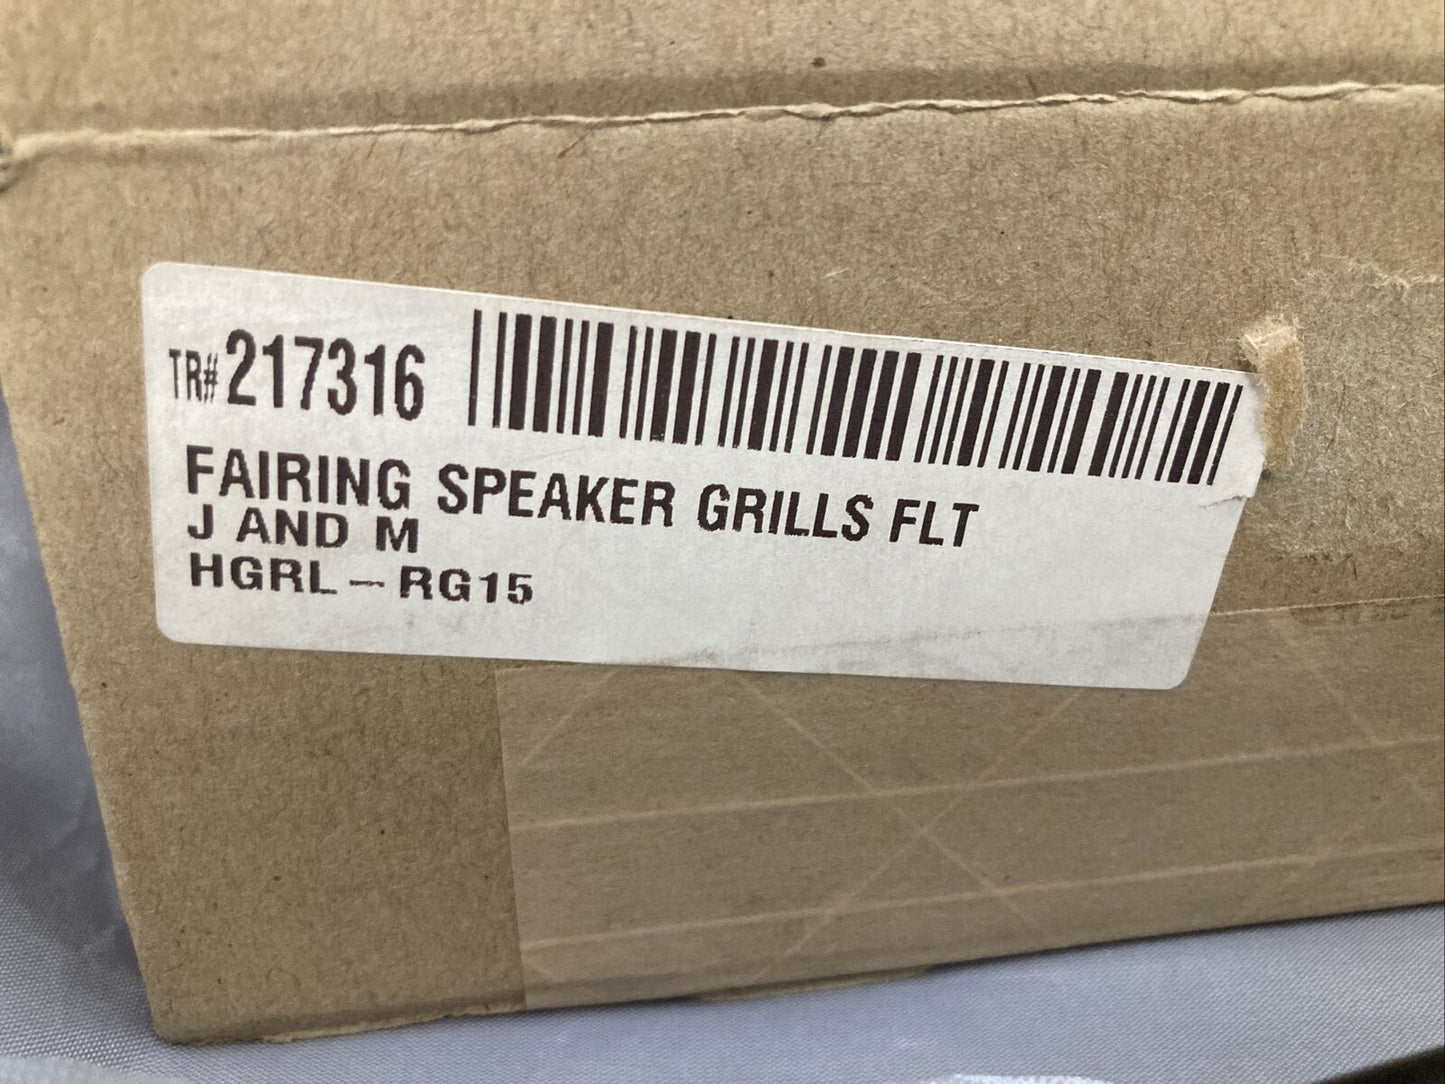 TR# 217316
FAIRING SPEAKER GRILLS FLT
J AND M
HGRL-RG15